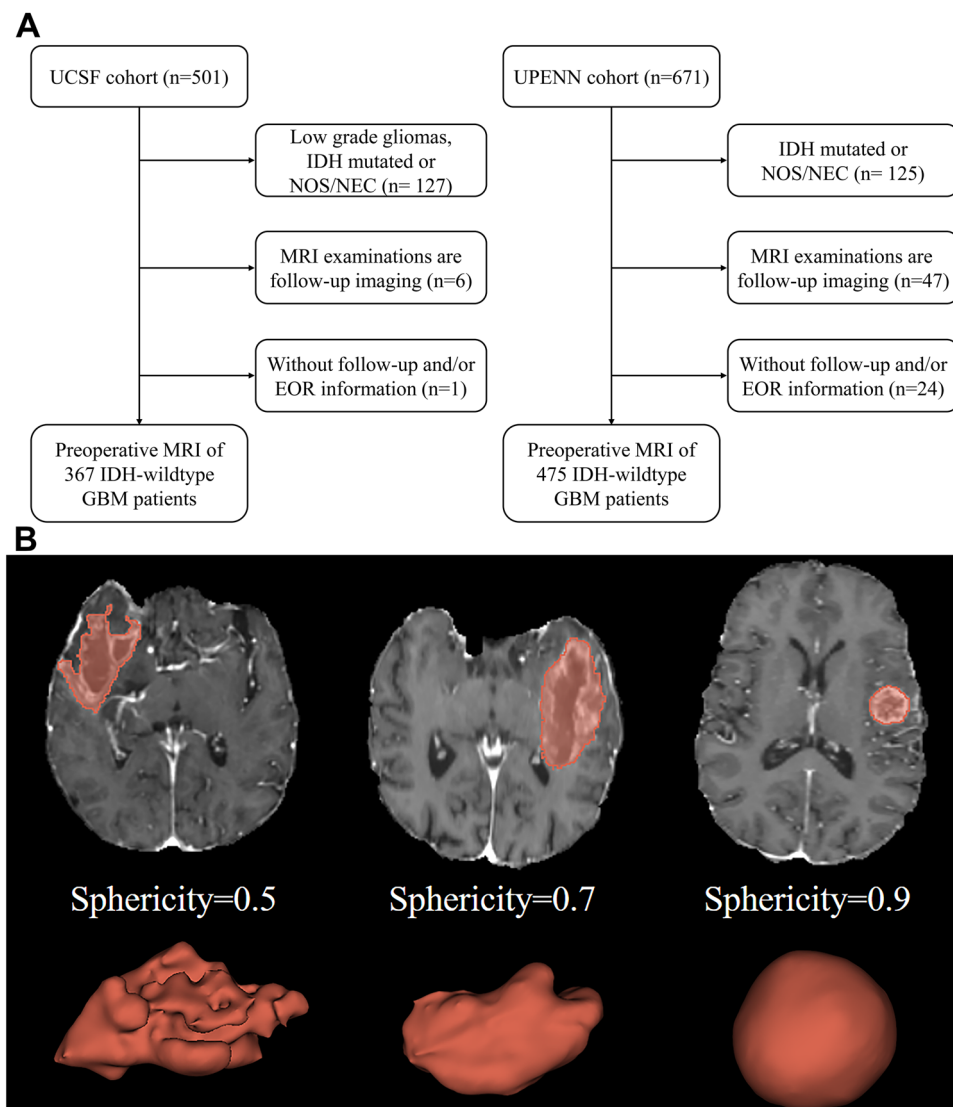 A
UCSF cohort (n=501)
Low grade gliomas,
IDH mutated or
NOS/NEC (n= 127)
MRI examinations are
follow-up imaging (n=6)
Without follow-up and/or
EOR information (n=1)
Preoperative MRI of
367 IDH-wildtype
GBM patients
UPENN cohort (n=671)
IDH mutated or
NOS/NEC (n= 125)
MRI examinations are
follow-up imaging (n=47)
Without follow-up and/or
EOR information (n=24)
Preoperative MRI of
475 IDH-wildtype
GBM patients
B
Sphericity=0.5
Sphericity=0.7
Sphericity=0.9